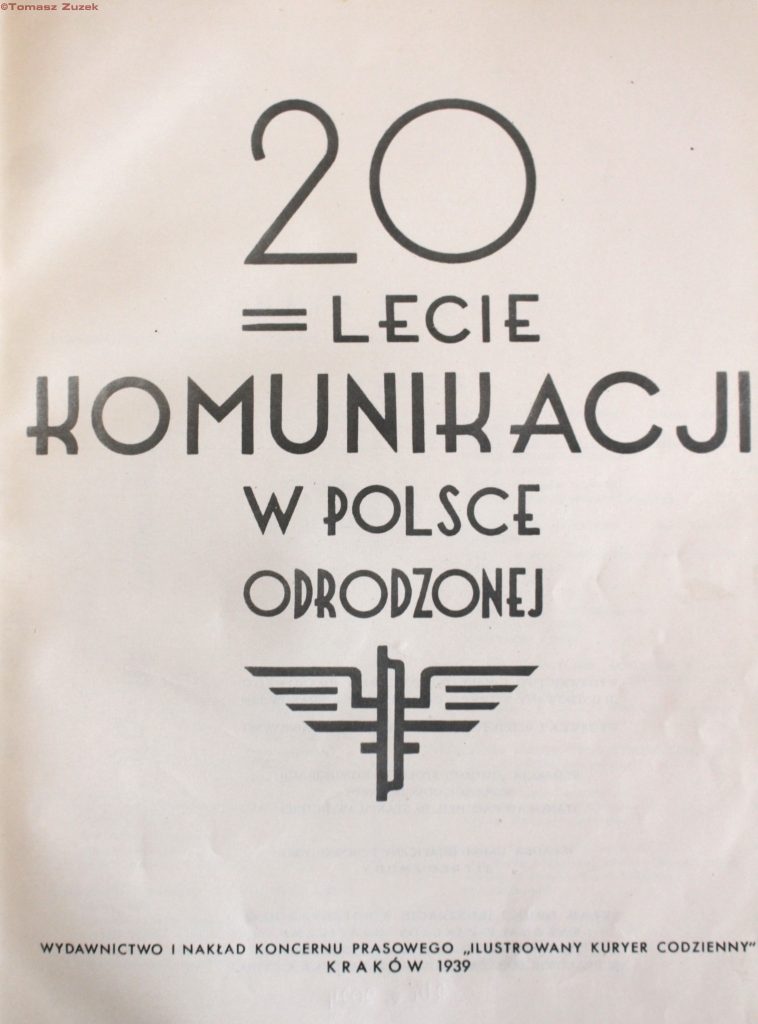 ©Tomasz Zuzek
20
=LECIE
KOMUNIKACJI
W POLSCE
ODRODZONEJ
WYDAWNICTWO I NAKŁAD KONCERNU PRASOWEGO „ILUSTROWANY KURYER CODZIENNY"
KRAKÓW 1939